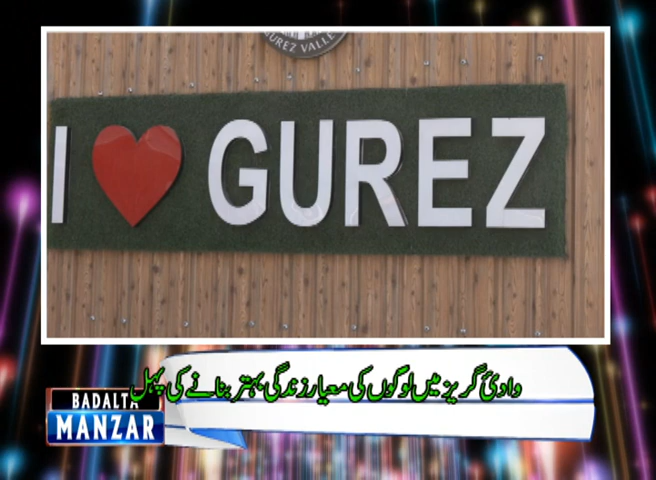 GUREZ VALLEY
I ❤ GUREZ
وادئ گریز میں لوگوں کی معیار زندگی بہتر بنانے کی پہل
BADALTA
MANZAR